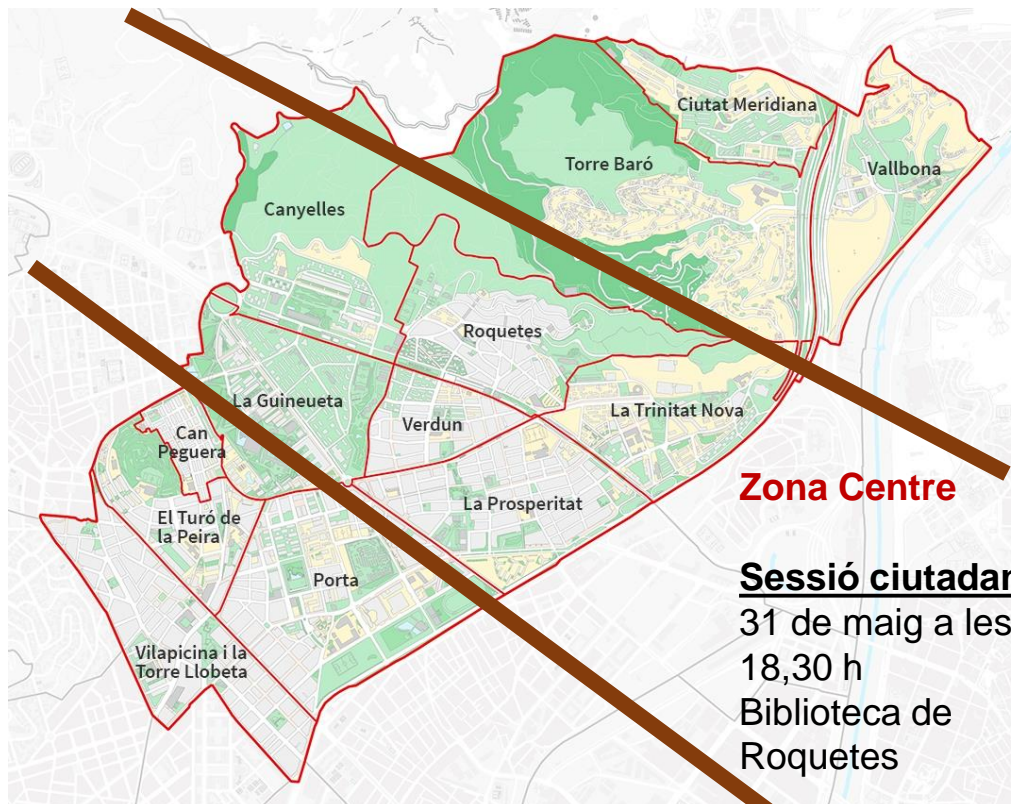 Ciutat Meridiana
Torre Baró
Vallbona
Canyelles
Roquetes
La Guineueta
La Trinitat Nova
Verdun
Can
Peguera
La Prosperitat
El Turó de
la Peira
Porta
Vilapicina i la
Torre Llobeta
Zona Centre
Sessió ciutadan
31 de maig a les
18,30 h
Biblioteca de
Roquetes